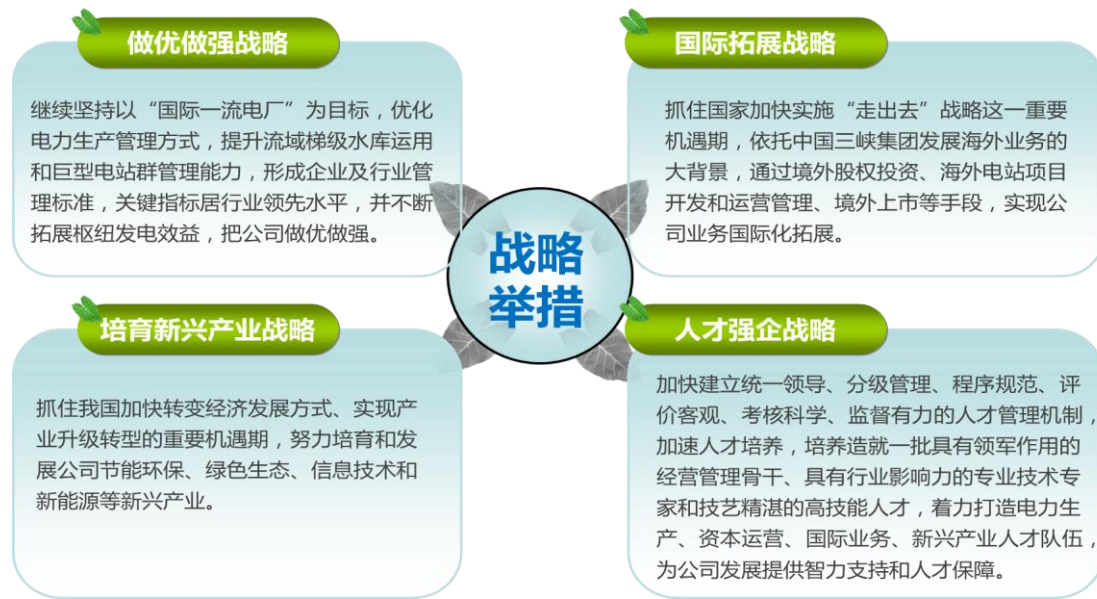 做优做强战略
继续坚持以“国际一流电厂”为目标，优化
电力生产管理方式，提升流域梯级水库运用
和巨型电站群管理能力，形成企业及行业管
理标准，关键指标居行业领先水平，并不断
拓展枢纽发电效益，把公司做优做强。
国际拓展战略
抓住国家加快实施“走出去”战略这一重要
机遇期，依托中国三峡集团发展海外业务的
大背景，通过境外股权投资、海外电站项目
开发和运营管理、境外上市等手段，实现公
司业务国际化拓展。
战略
举措
培育新兴产业战略
抓住我国加快转变经济发展方式、实现产
业升级转型的重要机遇期，努力培育和发
展公司节能环保、绿色生态、信息技术和
新能源等新兴产业。
人才强企战略
加快建立统一领导、分级管理、程序规范、评
价客观、考核科学、监督有力的人才管理机制，
加速人才培养，培养造就一批具有领军作用的
经营管理骨干、具有行业影响力的专业技术专
家和技艺精湛的高技能人才，着力打造电力生
产、资本运营、国际业务、新兴产业人才队伍，
为公司发展提供智力支持和人才保障。